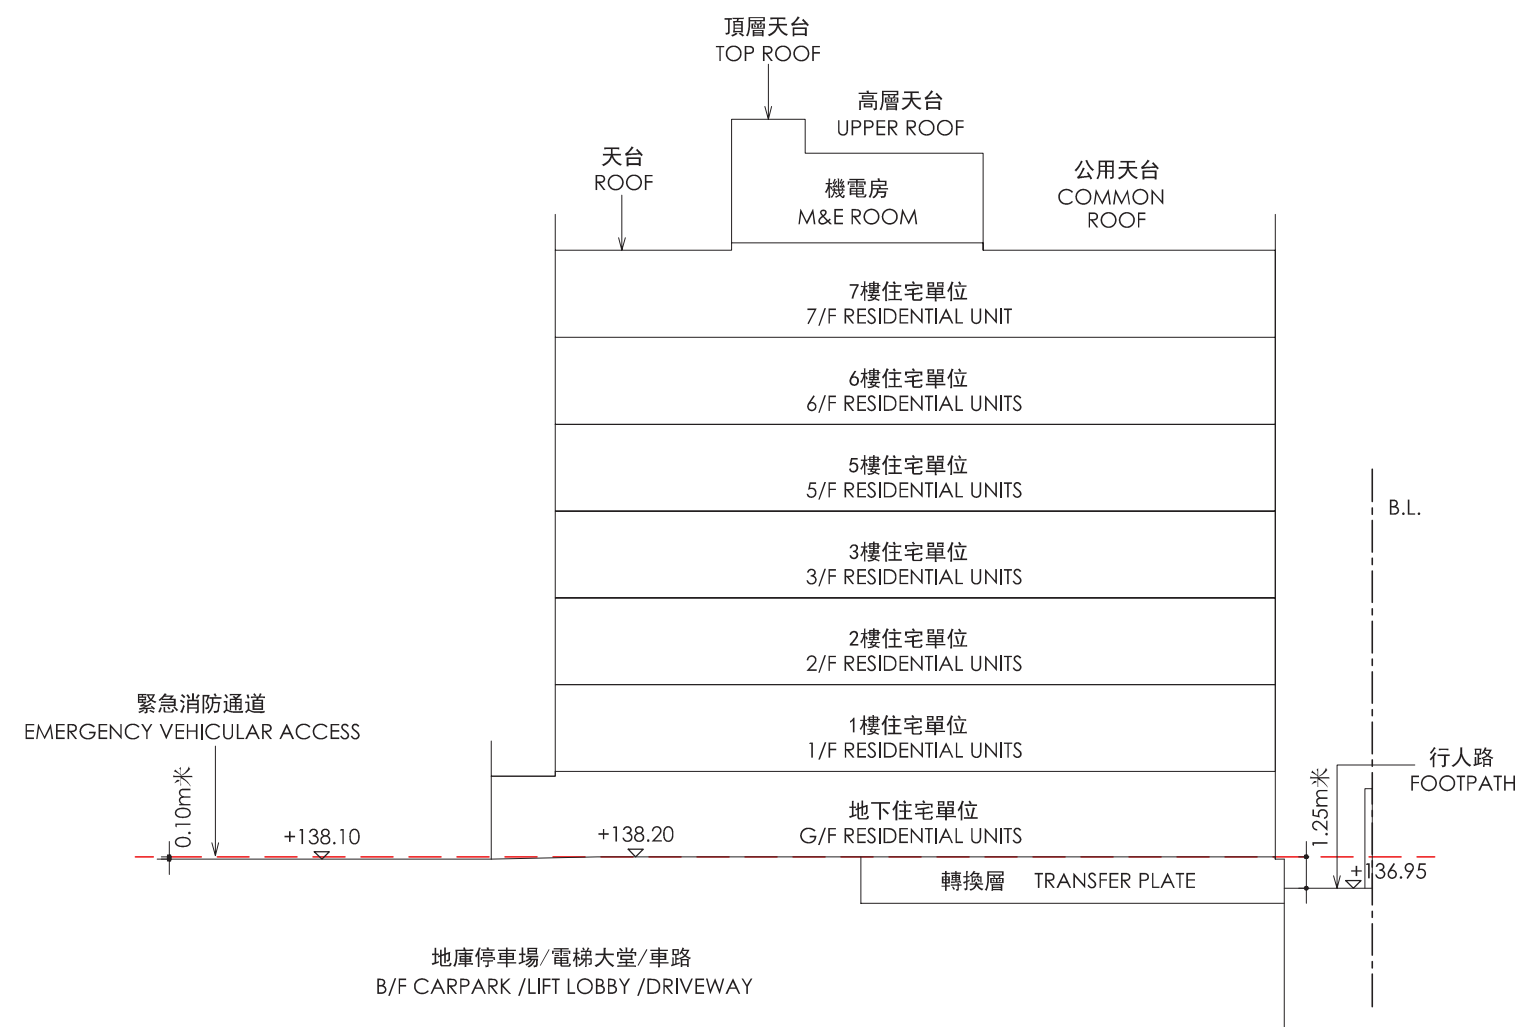 頂層天台
TOP ROOF
高層天台
UPPER ROOF
天台
ROOF
機電房
M&E ROOM
公用天台
COMMON
ROOF
7樓住宅單位
7/F RESIDENTIAL UNIT
6樓住宅單位
6/F RESIDENTIAL UNITS
5樓住宅單位
5/F RESIDENTIAL UNITS
B.L.
3樓住宅單位
3/F RESIDENTIAL UNITS
2樓住宅單位
2/F RESIDENTIAL UNITS
緊急消防通道
EMERGENCY VEHICULAR ACCESS
1樓住宅單位
1/F RESIDENTIAL UNITS
行人路
FOOTPATH
0.10m米
1.25m米
地下住宅單位
G/F RESIDENTIAL UNITS
+138.10
+138.20
+136.95
轉換層 TRANSFER PLATE
地庫停車場/電梯大堂/車路
B/F CARPARK /LIFT LOBBY /DRIVEWAY